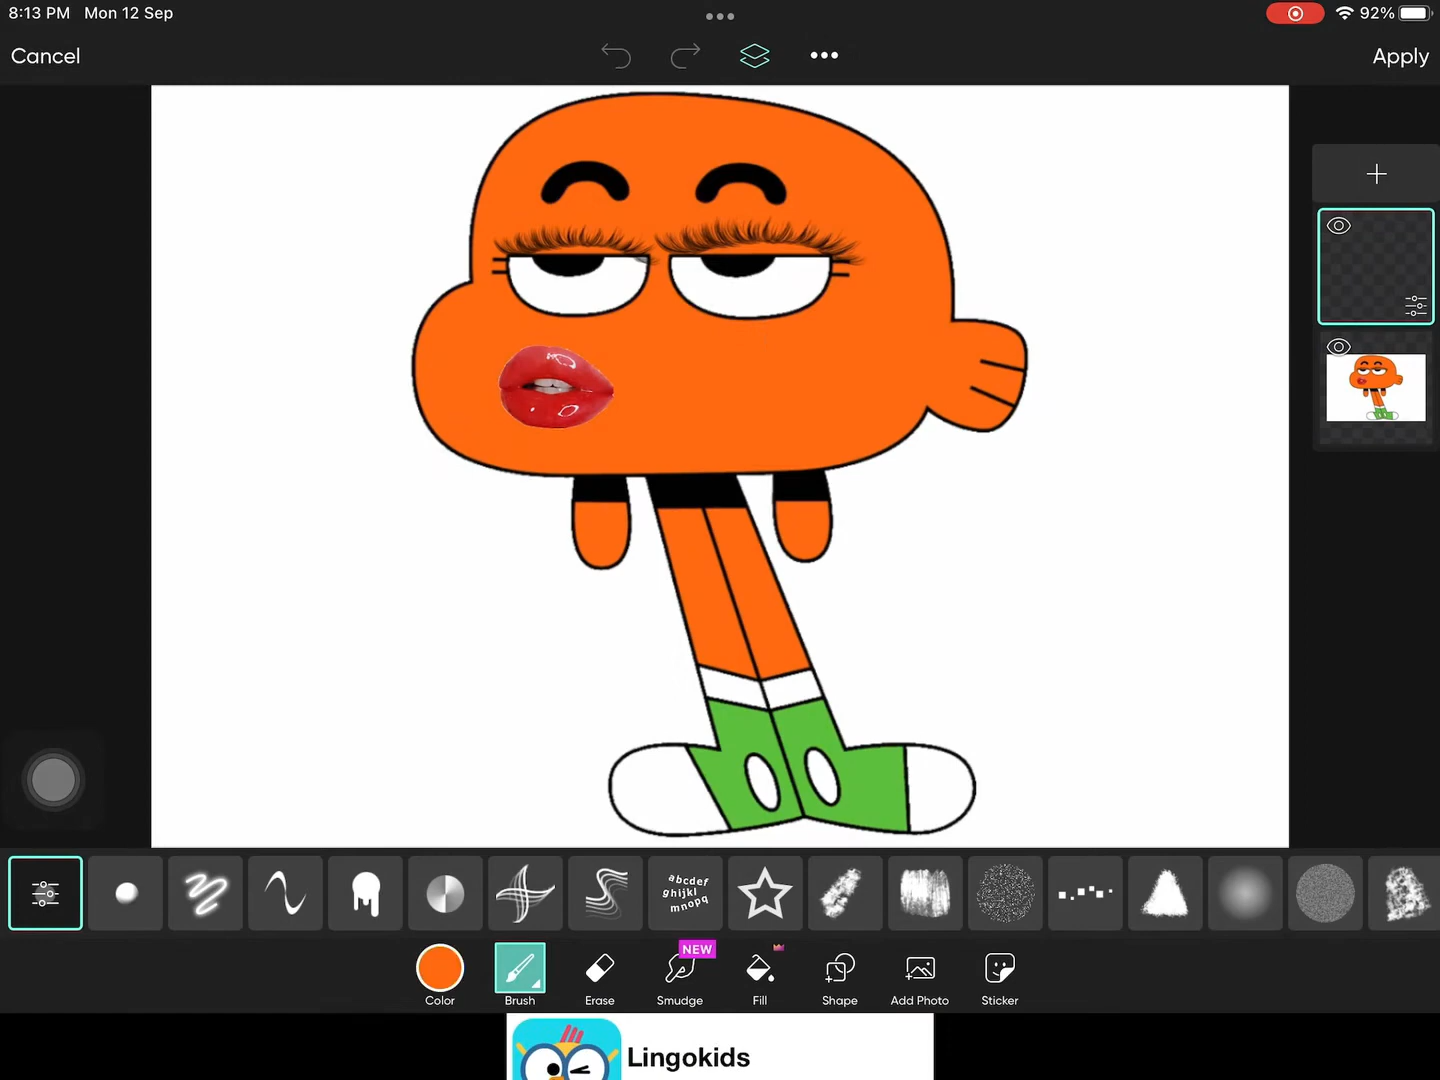 8:13 PM Mon 12 Sep
92%
Cancel
Apply
abcdef
ghijkl
mnopq
NEW
Color
Brush
Erase
Smudge
Fill
Shape
Add Photo
Sticker
Lingokids